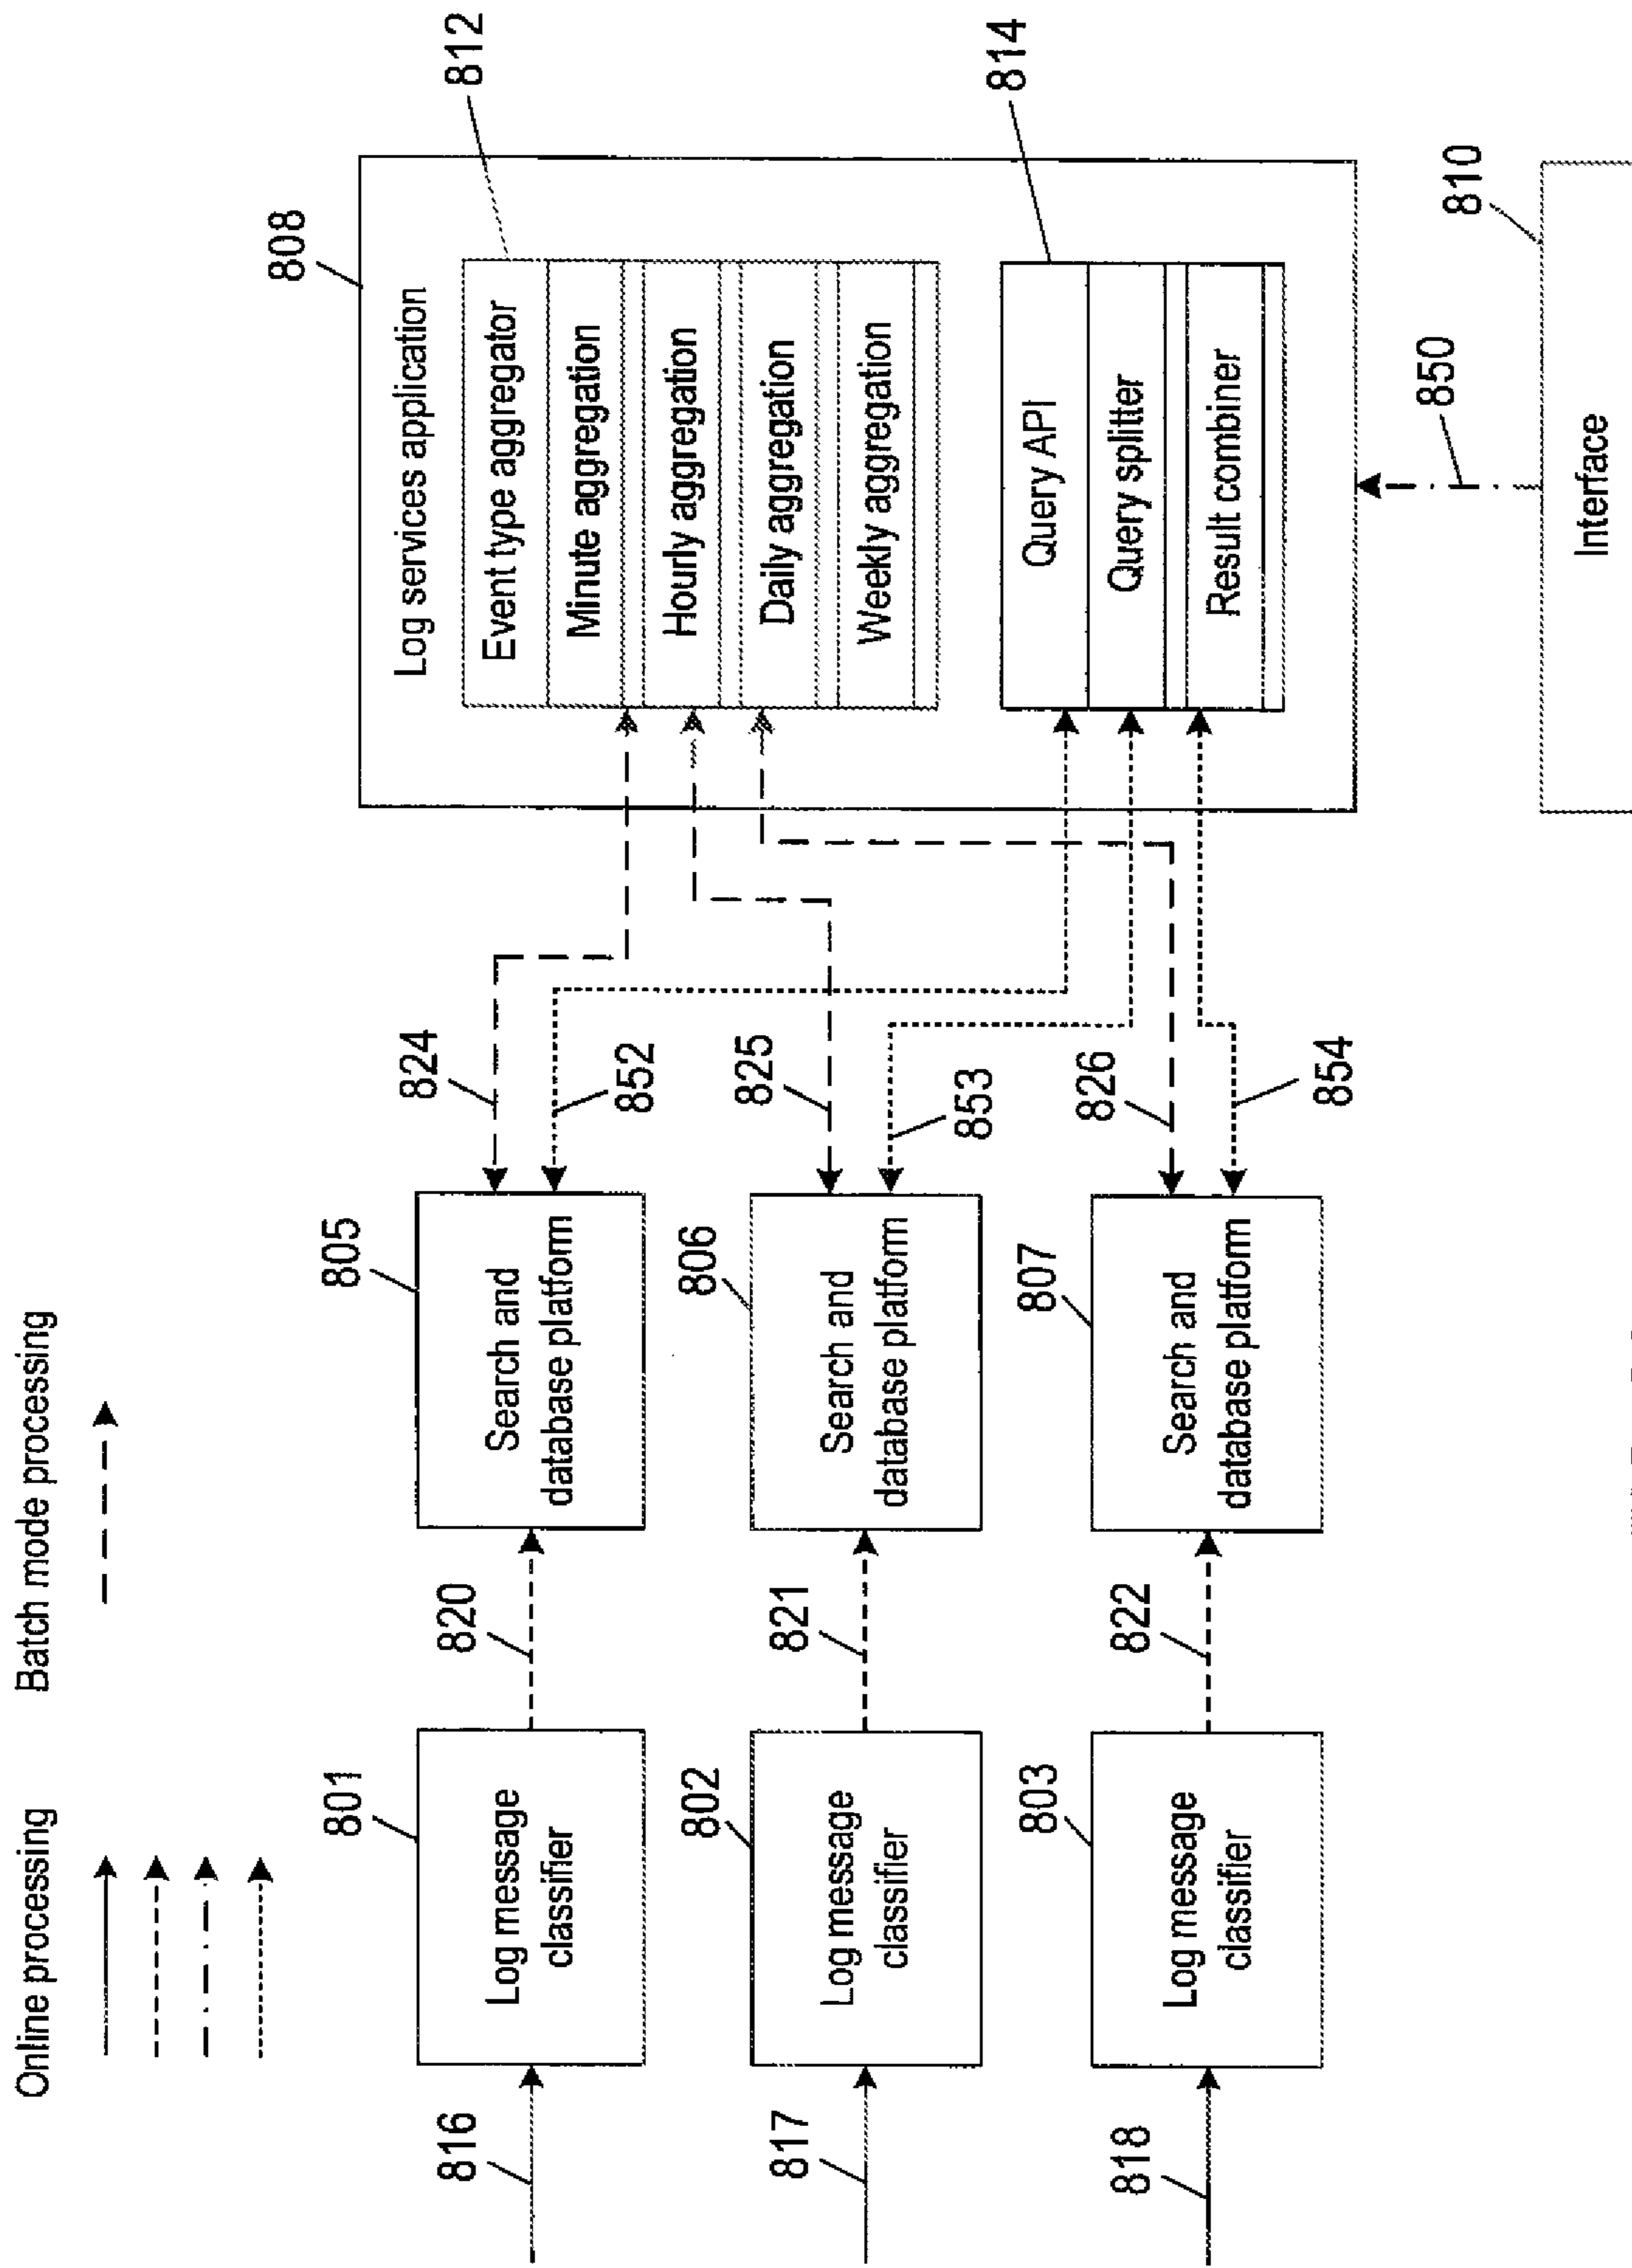 Online processing
Batch mode processing
816
801
Log message
classifier
820
805
Search and
database platform
824
852
817
802
Log message
classifier
821
806
Search and
database platform
825
853
818
803
Log message
classifier
822
807
Search and
database platform
826
854
808
Log services application
812
Event type aggregator
Minute aggregation
Hourly aggregation
Daily aggregation
Weekly aggregation
814
Query API
Query splitter
Result combiner
850
810
Interface